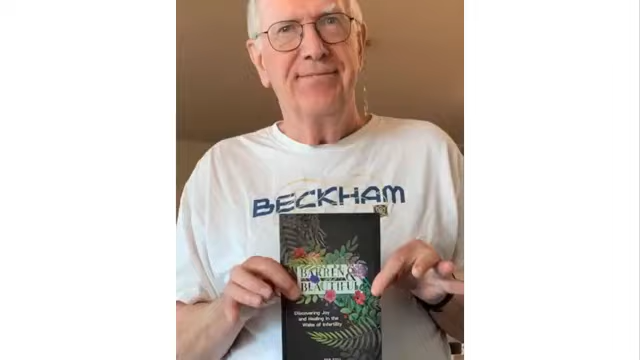 BECKHAM
BARREN &
BEAUTIFUL
Discovering Joy
and Healing in the
Wake of Infertility